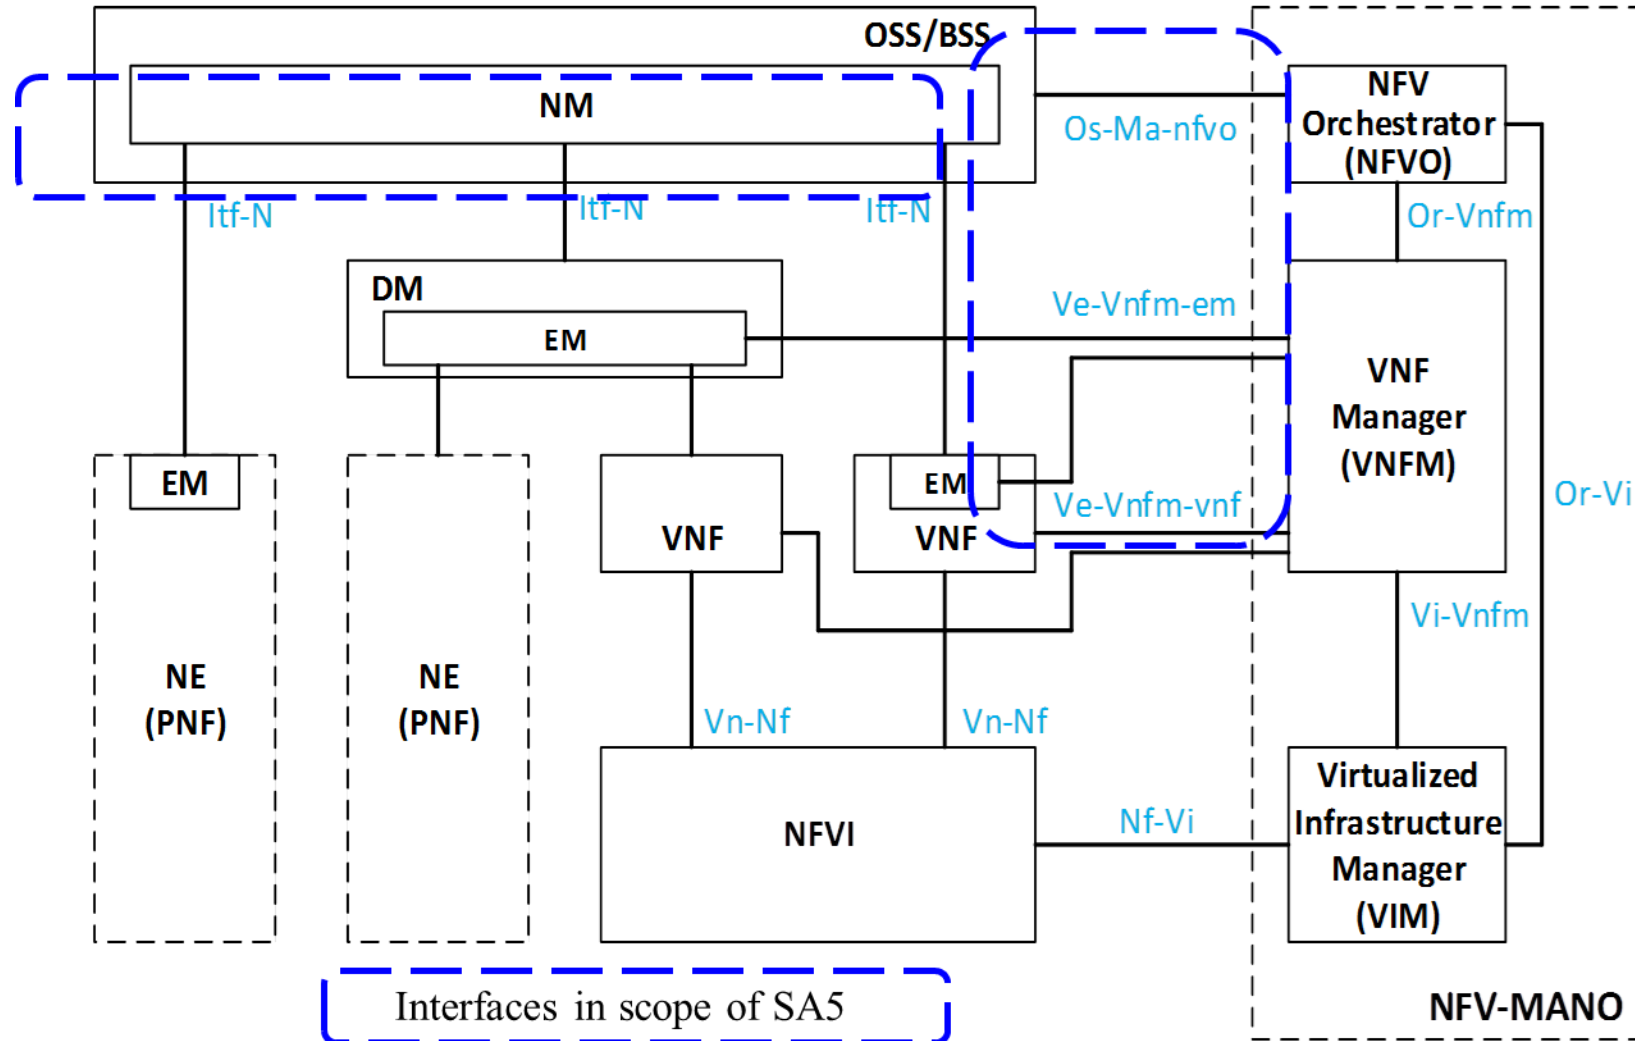 OSS/BSS
NM
NFV
Orchestrator
(NFVO)
Os-Ma-nfvo
Itf-N
Itf-N
Itf-N
Or-Vnfm
DM
EM
Ve-Vnfm-em
VNF
Manager
(VNFM)
EM
EM
Ve-Vnfm-vnf
Or-Vi
VNF
VNF
Vi-Vnfm
NE
(PNF)
NE
(PNF)
Vn-Nf
Vn-Nf
Virtualized
Infrastructure
Manager
(VIM)
NFVI
Nf-Vi
Interfaces in scope of SA5
NFV-MANO